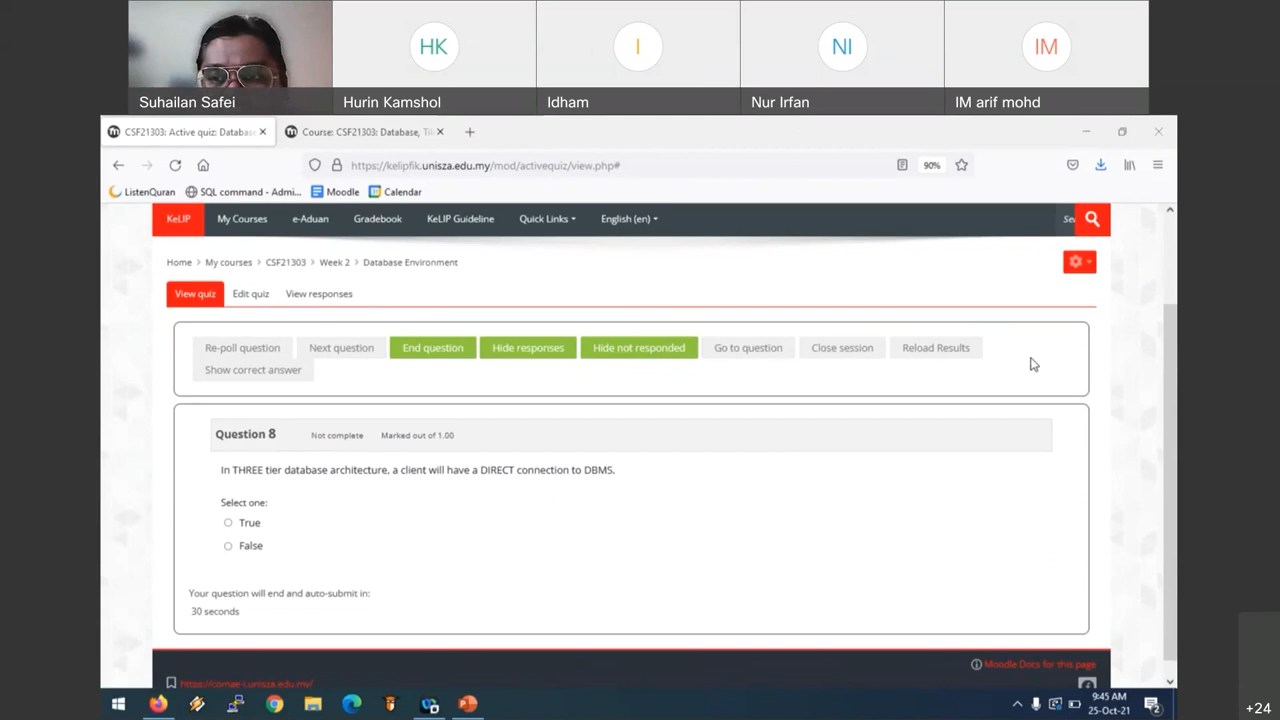 HK
I
NI
IM
Suhailan Safei
Hurin Kamshol
Idham
Nur Irfan
IM arif mohd
CSF21303: Active quiz: Databas
Course: CSF21303: Database, Ti
https://kelipfik.unisza.edu.my/mod/activequiz/view.php#
90%
ListenQuran
SQL command - Admi...
Moodle
Calendar
KeLIP
My Courses
e-Aduan
Gradebook
KeLIP Guideline
Quick Links
English (en)
Home > My courses > CSF21303 > Week 2 > Database Environment
View quiz
Edit quiz
View responses
Re-poll question
Next question
End question
Hide responses
Hide not responded
Go to question
Close session
Reload Results
Show correct answer
Question 8
Not complete
Marked out of 1.00
In THREE tier database architecture, a client will have a DIRECT connection to DBMS.
Select one:
True
False
Your question will end and auto-submit in:
30 seconds
Moodle Docs for this page
9:45 AM
25-Oct-21
2
+24